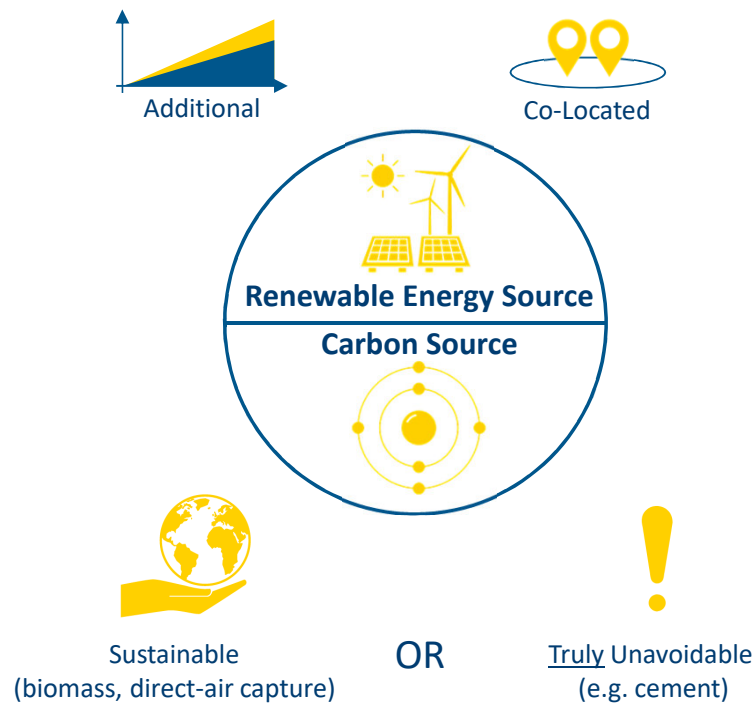 Additional
Co-Located
Renewable Energy Source
Carbon Source
Sustainable
(biomass, direct-air capture)
OR
Truly Unavoidable
(e.g. cement)